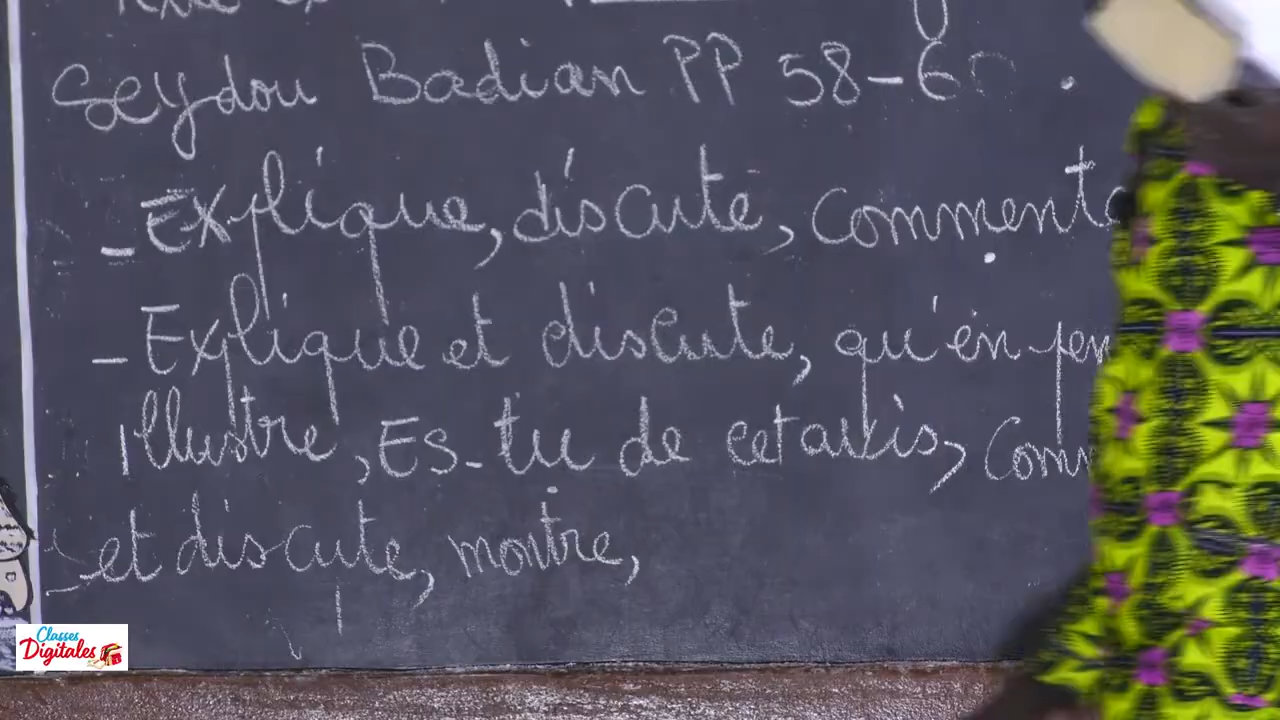 Seydou Badian PP 58-6
- Explique, discute, comment
- Explique et discute, qu'en pen
illustre, Es-tu de cet avis, Com
et discute, montre,
Classes
Digitales